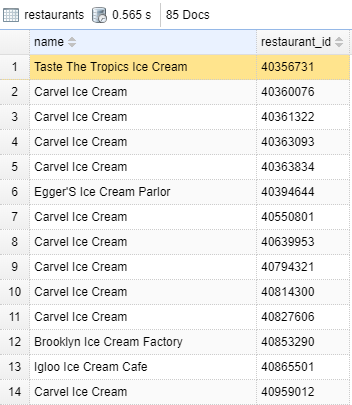 restaurants 0.565 s 85 Docs
name restaurant_id
1 Taste The Tropics Ice Cream 40356731
2 Carvel Ice Cream 40360076
3 Carvel Ice Cream 40361322
4 Carvel Ice Cream 40363093
5 Carvel Ice Cream 40363834
6 Egger'S Ice Cream Parlor 40394644
7 Carvel Ice Cream 40550801
8 Carvel Ice Cream 40639953
9 Carvel Ice Cream 40794321
10 Carvel Ice Cream 40814300
11 Carvel Ice Cream 40827606
12 Brooklyn Ice Cream Factory 40853290
13 Igloo Ice Cream Cafe 40865501
14 Carvel Ice Cream 40959012